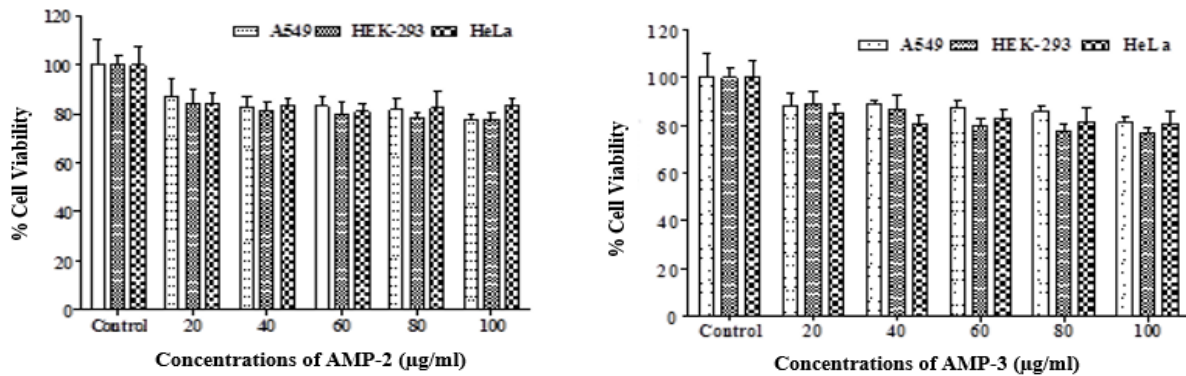 120
100
80
60
40
20
0
% Cell Viability
A549 HEK-293 HeLa
Control 20 40 60 80 100
Concentrations of AMP-2 (µg/ml)
120
100
80
60
40
20
0
% Cell Viability
A549 HEK-293 HeLa
Control 20 40 60 80 100
Concentrations of AMP-3 (µg/ml)